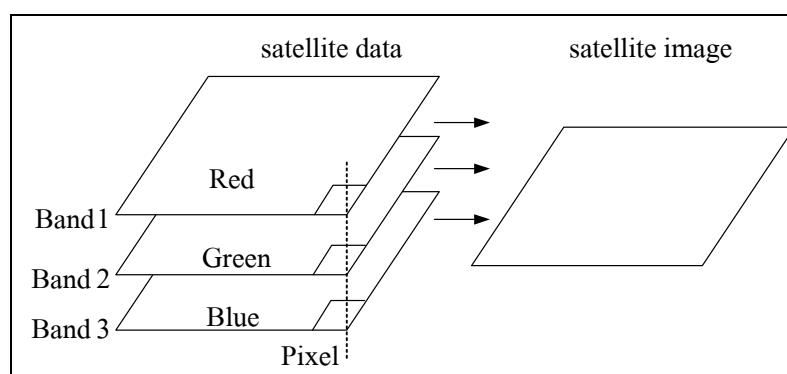 satellite data
satellite image
Red
Band 1
Green
Band 2
Blue
Band 3
Pixel